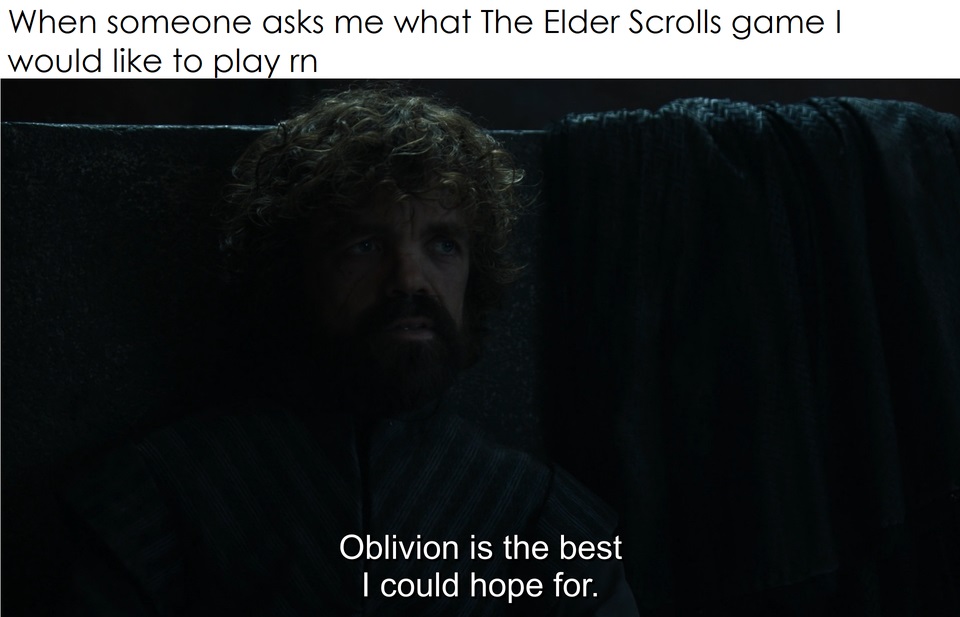 When someone asks me what The Elder Scrolls game I
would like to play rn
Oblivion is the best
I could hope for.